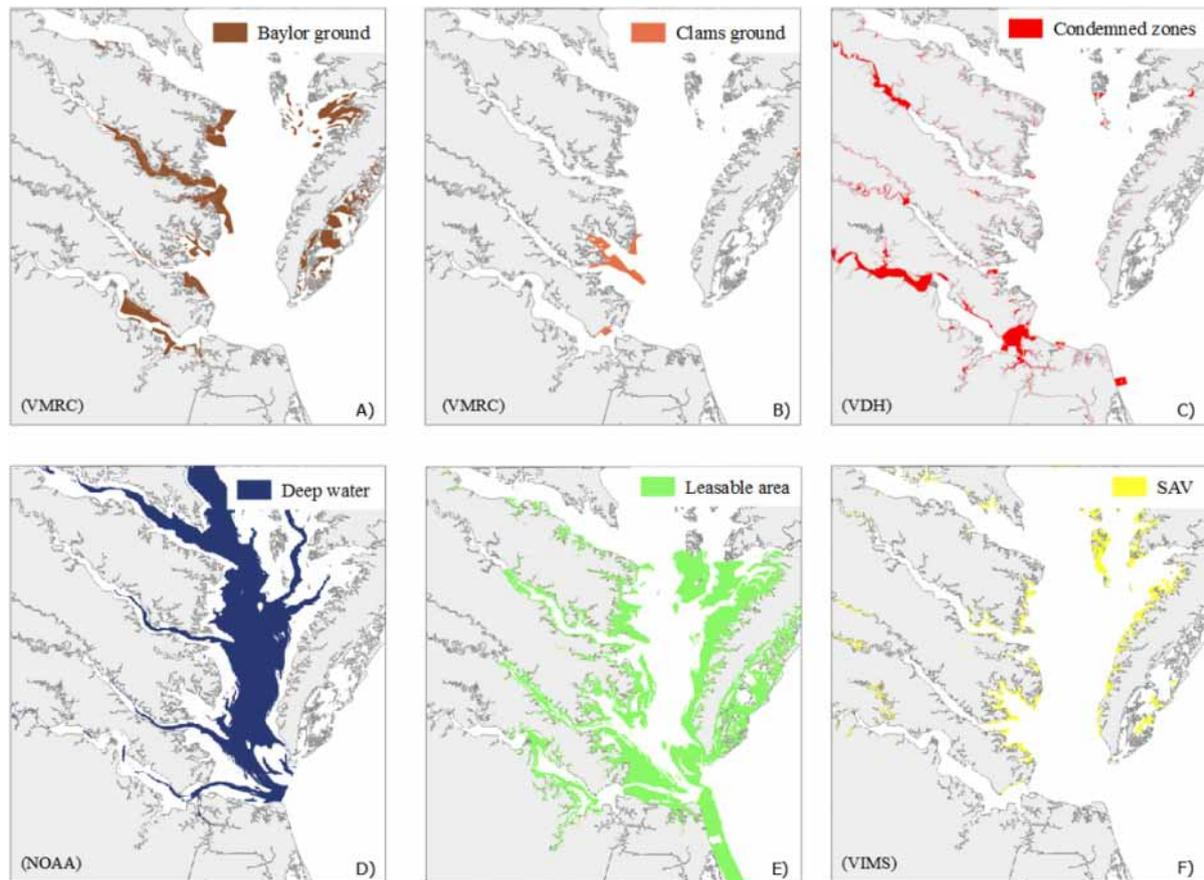 Baylor ground
(VMRC)
A)
Clams ground
(VMRC)
B)
Condemned zones
(VDH)
C)
Deep water
(NOAA)
D)
Leasable area
E)
SAV
(VIMS)
F)